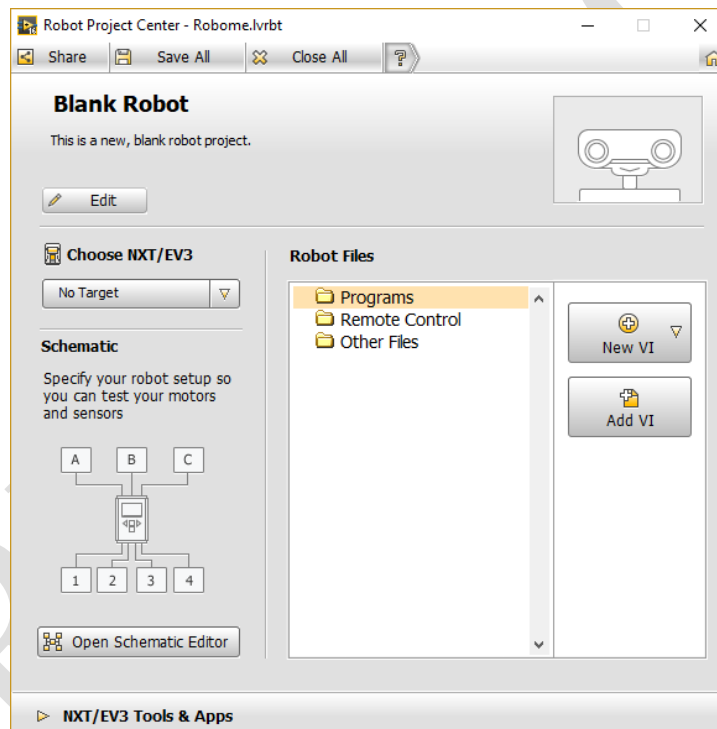 Robot Project Center - Robome.lvrbt
Share Save All Close All ?
Blank Robot
This is a new, blank robot project.
Edit
Choose NXT/EV3
No Target
Schematic
Specify your robot setup so
you can test your motors
and sensors
A B C
1 2 3 4
Open Schematic Editor
Robot Files
Programs
Remote Control
Other Files
New VI
Add VI
NXT/EV3 Tools & Apps